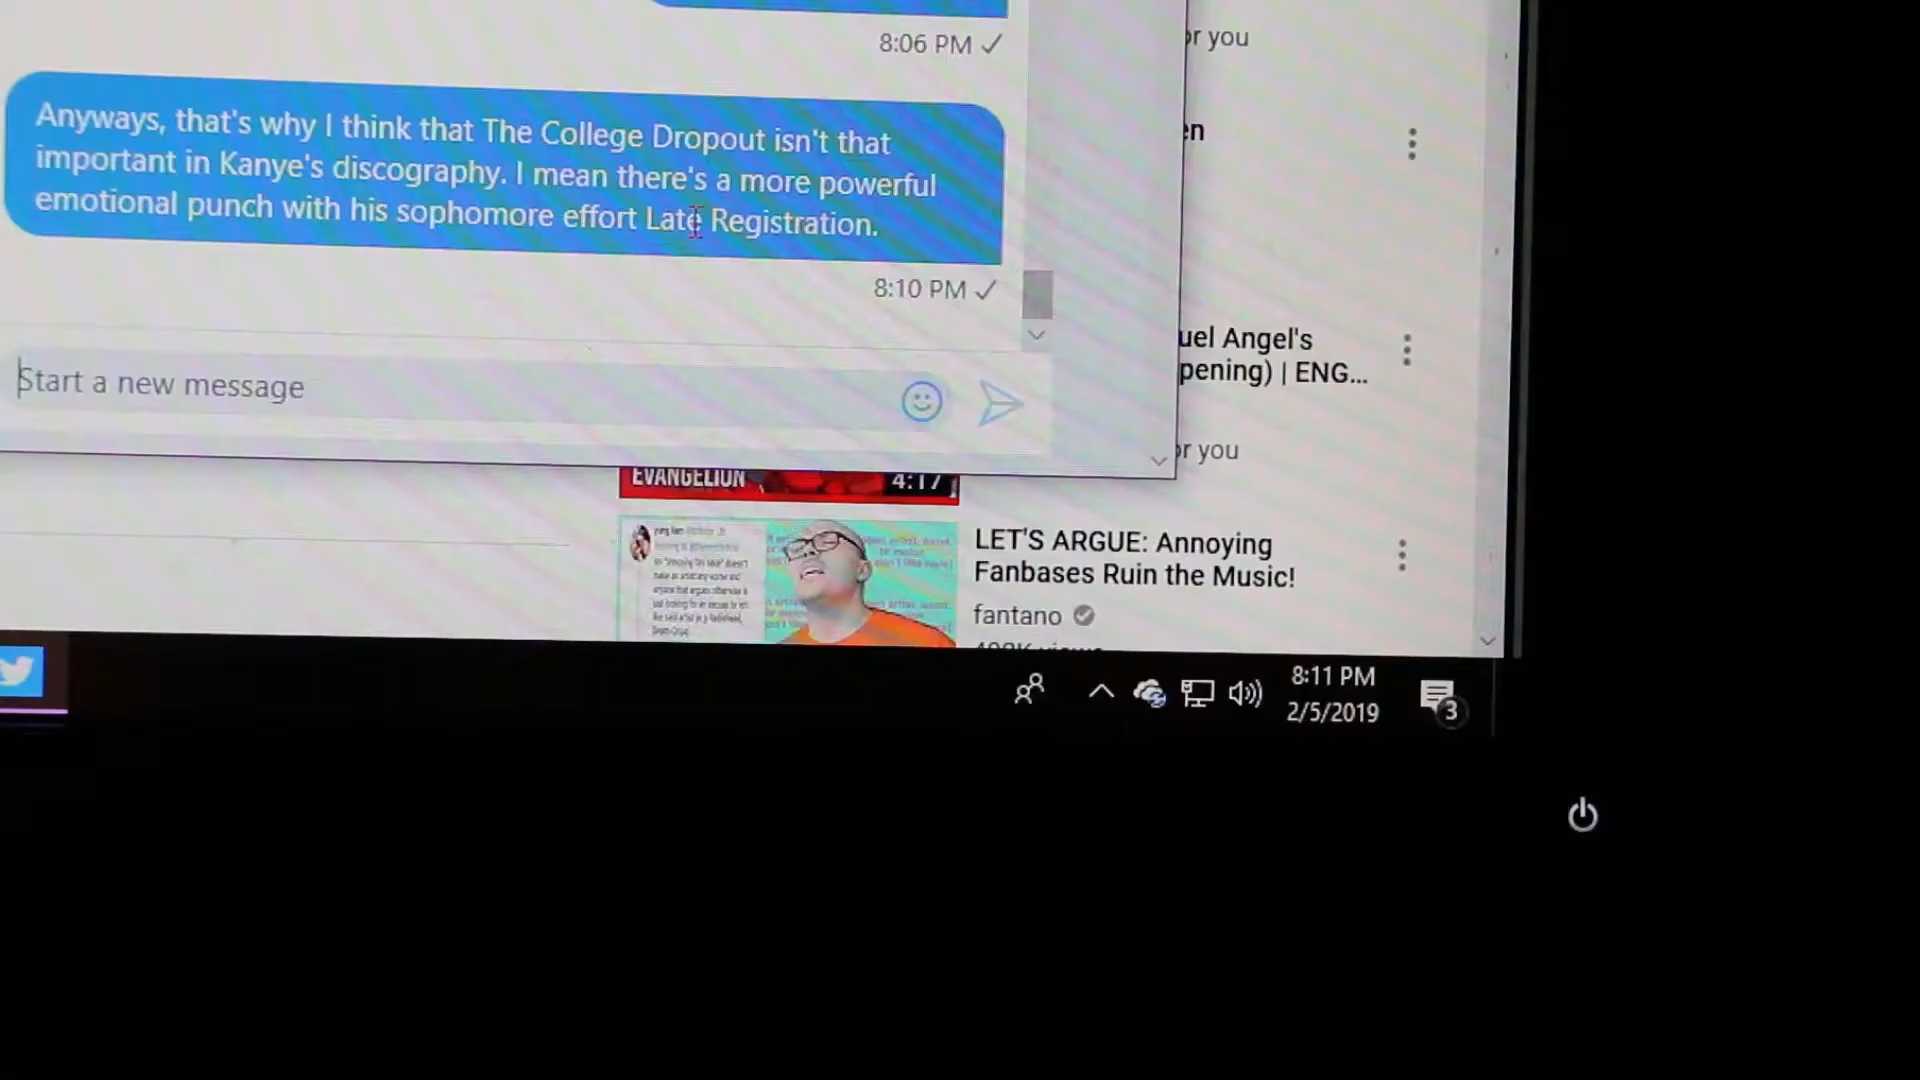 8:06 PM
Anyways, that's why I think that The College Dropout isn't that
important in Kanye's discography. I mean there's a more powerful
emotional punch with his sophomore effort Late Registration.
8:10 PM
Start a new message
or you
en
uel Angel's
pening) | ENG...
or you
EVANGELION
4:17
LET'S ARGUE: Annoying
Fanbases Ruin the Music!
fantano
8:11 PM
2/5/2019
3